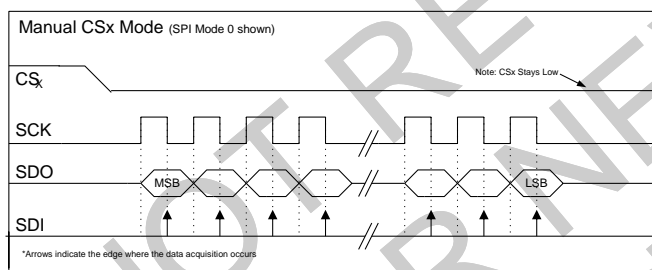 Manual CSx Mode (SPI Mode 0 shown)
CSx
Note: CSx Stays Low
SCK
SDO
MSB
LSB
SDI
*Arrows indicate the edge where the data acquisition occurs